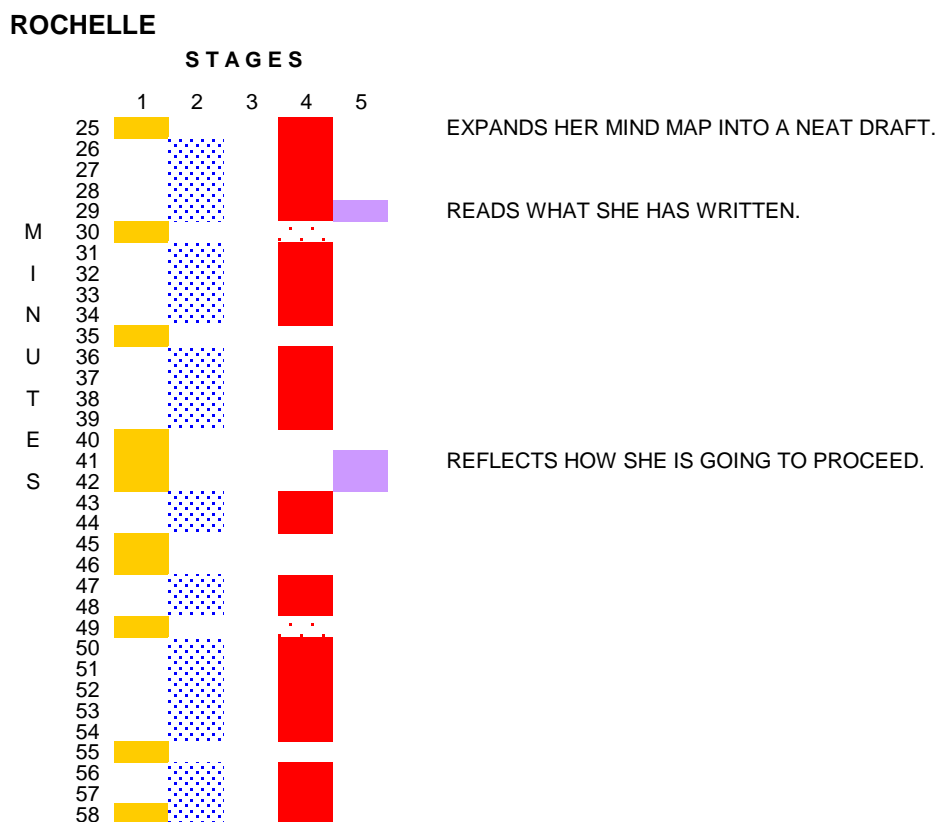 ROCHELLE
S T A G E S
1 2 3 4 5
25 EXPANDS HER MIND MAP INTO A NEAT DRAFT.
26
27
28
29 READS WHAT SHE HAS WRITTEN.
M 30
31
I 32
33
N 34
35
U 36
37
T 38
39
E 40
41 REFLECTS HOW SHE IS GOING TO PROCEED.
S 42
43
44
45
46
47
48
49
50
51
52
53
54
55
56
57
58